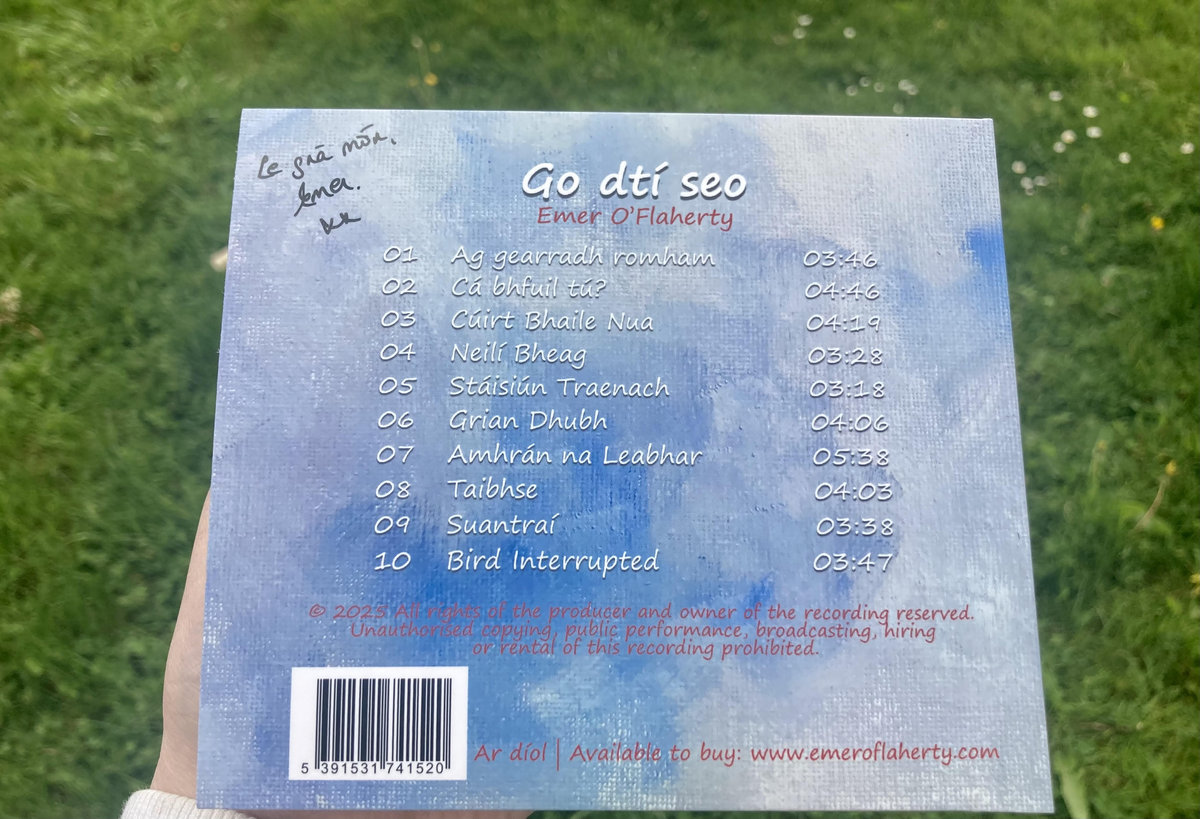 Le grá mór,
Emer.
xx
Go dtí seo
Emer O'Flaherty
01 Ag gearradh romham 03:46
02 Cá bhfuil tú? 04:46
03 Cúirt Bhaile Nua 04:19
04 Neilí Bheag 03:28
05 Stáisiún Traenach 03:18
06 Grian Dhubh 04:06
07 Amhrán na Leabhar 05:38
08 Taibhse 04:03
09 Suantraí 03:38
10 Bird Interrupted 03:47
© 2023 All rights of the producer and owner of the recording reserved.
Unauthorised copying, public performance, broadcasting, hiring
or rental of this recording prohibited.
5 391531 741520
Ar díol | Available to buy: www.emeroflaherty.com